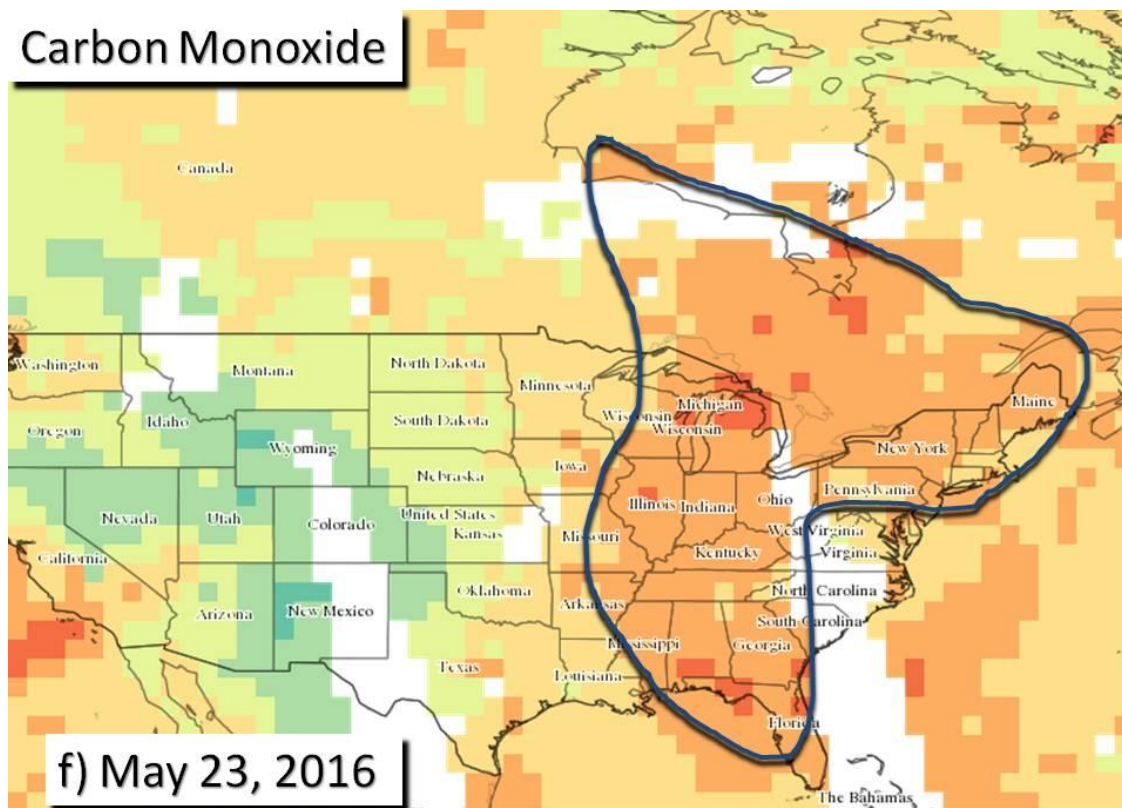 Carbon Monoxide
Canada
Washington
Montana
North Dakota
Minnesota
Oregon
Idaho
South Dakota
Wisconsin
Michigan
Wisconsin
Maine
Wyoming
Iowa
New York
Nebraska
Nevada
Utah
Colorado
United States
Kansas
Illinois
Indiana
Ohio
Pennsylvania
California
Missouri
Kentucky
West Virginia
Virginia
Arizona
New Mexico
Oklahoma
Arkansas
North Carolina
South Carolina
Texas
Louisiana
Mississippi
Georgia
Florida
f) May 23, 2016
The Bahamas